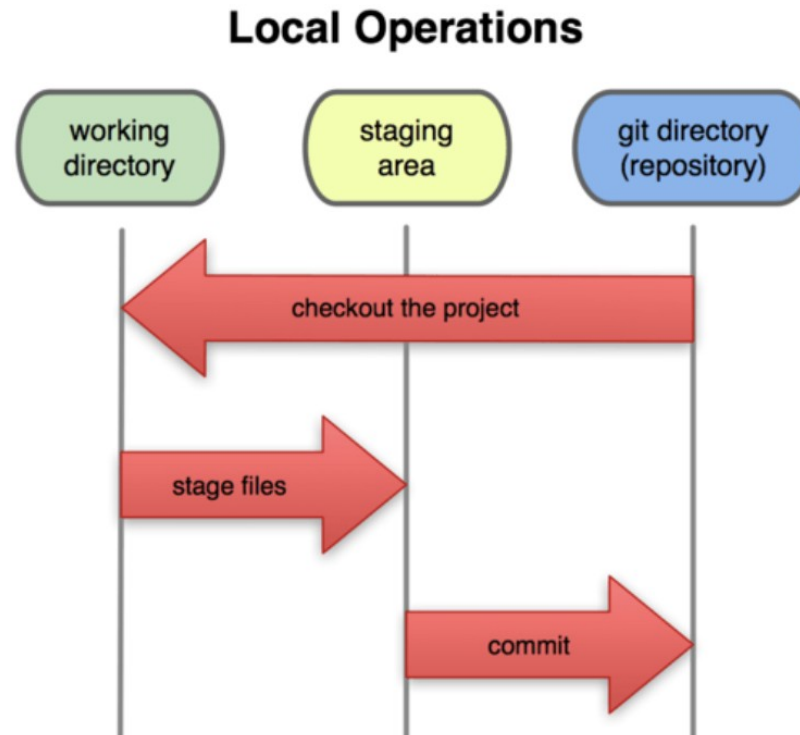 Local Operations
working
directory
staging
area
git directory
(repository)
checkout the project
stage files
commit